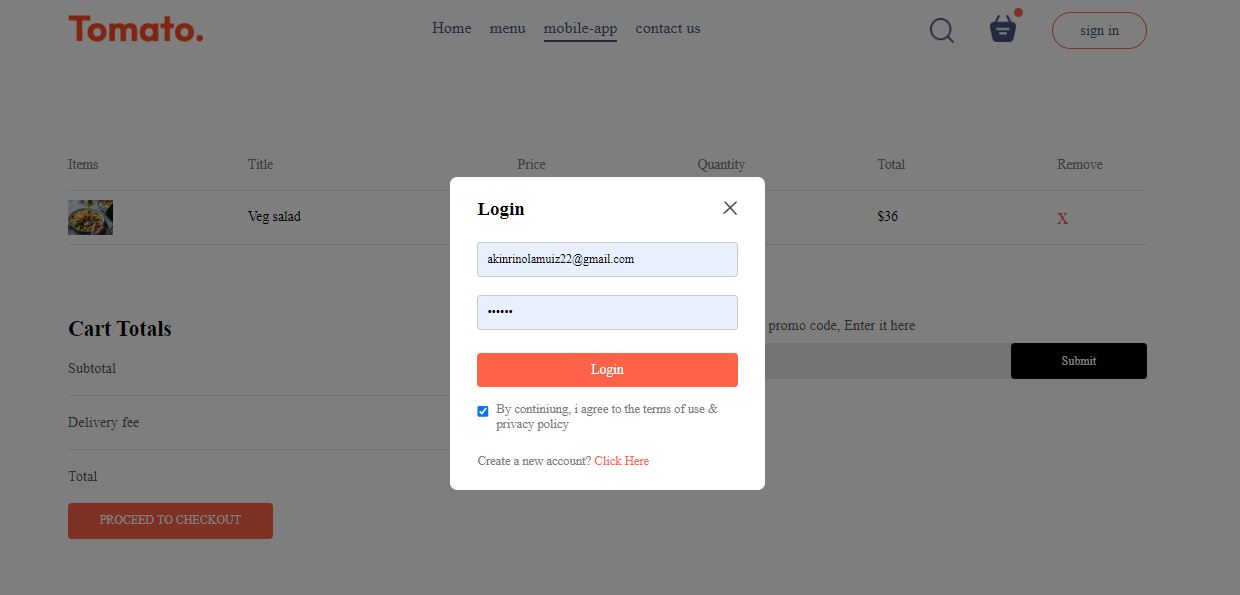 Tomato.
Home menu mobile-app contact us
sign in
Items Title Price Quantity Total Remove
Veg salad $36 X
Login
akinrinolamuiz22@gmail.com
••••••
Login
By continiung, i agree to the terms of use &
privacy policy
Create a new account? Click Here
Cart Totals
Subtotal
Delivery fee
Total
PROCEED TO CHECKOUT
promo code, Enter it here
Submit